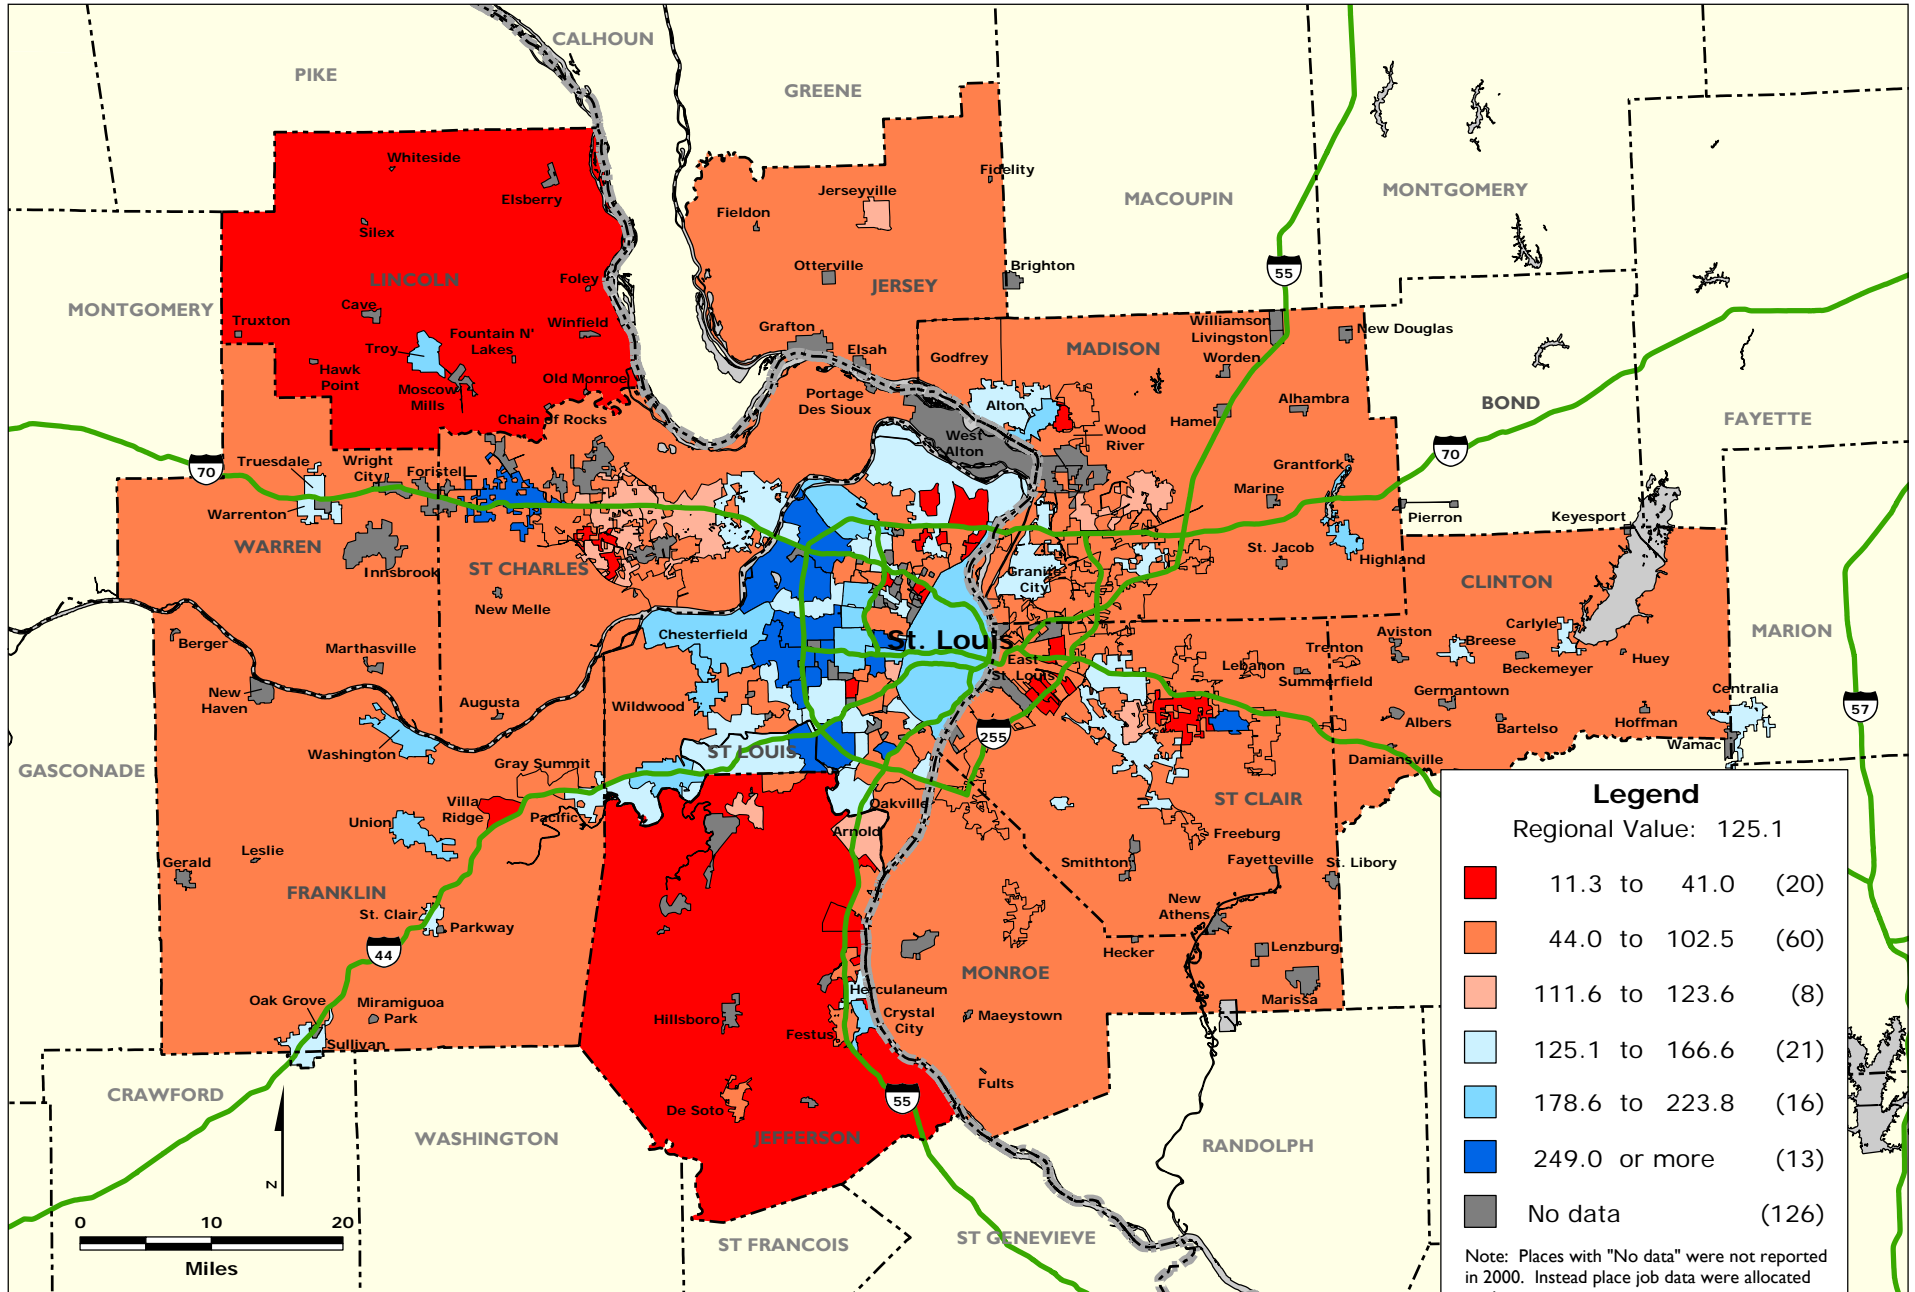 CALHOUN
PIKE
GREENE
Whiteside
Fidelity
Elsberry
Jerseyville
MACOUPIN
MONTGOMERY
Fieldon
Silex
LINCOLN
Foley
Otterville
JERSEY
Brighton
55
MONTGOMERY
Cave
Truxton
Fountain N'
Lakes
Winfield
Grafton
Elsah
Godfrey
MADISON
Williamson
Livingston
New Douglas
Worden
Troy
Hawk
Point
Moscow
Mills
Old Monroe
Portage
Des Sioux
Alton
Alhambra
BOND
FAYETTE
Chain of Rocks
Hamel
West
Alton
Wood
River
70
Truesdale
Wright
City
Foristell
70
Grantfork
Marine
Warrenton
Pierron
Keyesport
WARREN
Innsbrook
ST CHARLES
New Melle
St. Jacob
Highland
Granite
City
CLINTON
Berger
Marthasville
Chesterfield
St. Louis
East
St. Louis
Lebanon
Trenton
Summerfield
Aviston
Carlyle
Breese
Beckemeyer
Huey
MARION
New
Haven
Augusta
Wildwood
Germantown
Albers
Bartelso
Hoffman
Centralia
57
Washington
ST LOUIS
255
Damiansville
Wamac
GASCONADE
Gray Summit
Villa
Ridge
Pacific
Oakville
ST CLAIR
Union
Arnold
Freeburg
Gerald
Leslie
Smithton
Fayetteville
St. Libory
FRANKLIN
St. Clair
Parkway
New
Athens
44
Hecker
Lenzburg
MONROE
Marissa
Oak Grove
Miramiguoa
Park
Herculaneum
Hillsboro
Crystal
City
Maeystown
Festus
Sullivan
CRAWFORD
Fults
De Soto
55
WASHINGTON
JEFFERSON
RANDOLPH
N
0 10 20
Miles
ST FRANCOIS
ST GENEVIEVE
Legend
Regional Value: 125.1
11.3 to 41.0 (20)
44.0 to 102.5 (60)
111.6 to 123.6 (8)
125.1 to 166.6 (21)
178.6 to 223.8 (16)
249.0 or more (13)
No data (126)
Note: Places with "No data" were not reported
in 2000. Instead place job data were allocated